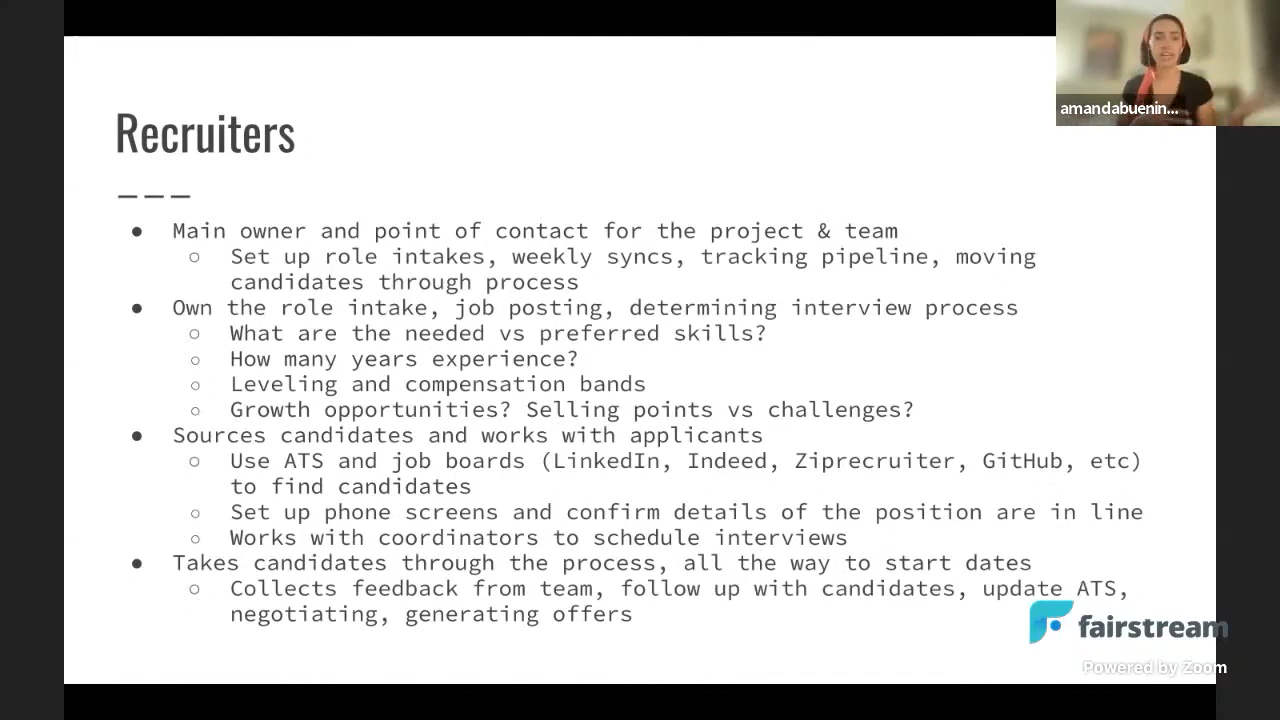 amandabuenin...
Recruiters
● Main owner and point of contact for the project & team
○ Set up role intakes, weekly syncs, tracking pipeline, moving
candidates through process
● Own the role intake, job posting, determining interview process
○ What are the needed vs preferred skills?
○ How many years experience?
○ Leveling and compensation bands
○ Growth opportunities? Selling points vs challenges?
● Sources candidates and works with applicants
○ Use ATS and job boards (LinkedIn, Indeed, Ziprecruiter, GitHub, etc)
to find candidates
○ Set up phone screens and confirm details of the position are in line
○ Works with coordinators to schedule interviews
● Takes candidates through the process, all the way to start dates
○ Collects feedback from team, follow up with candidates, update ATS,
negotiating, generating offers
fairstream
Powered by Zoom